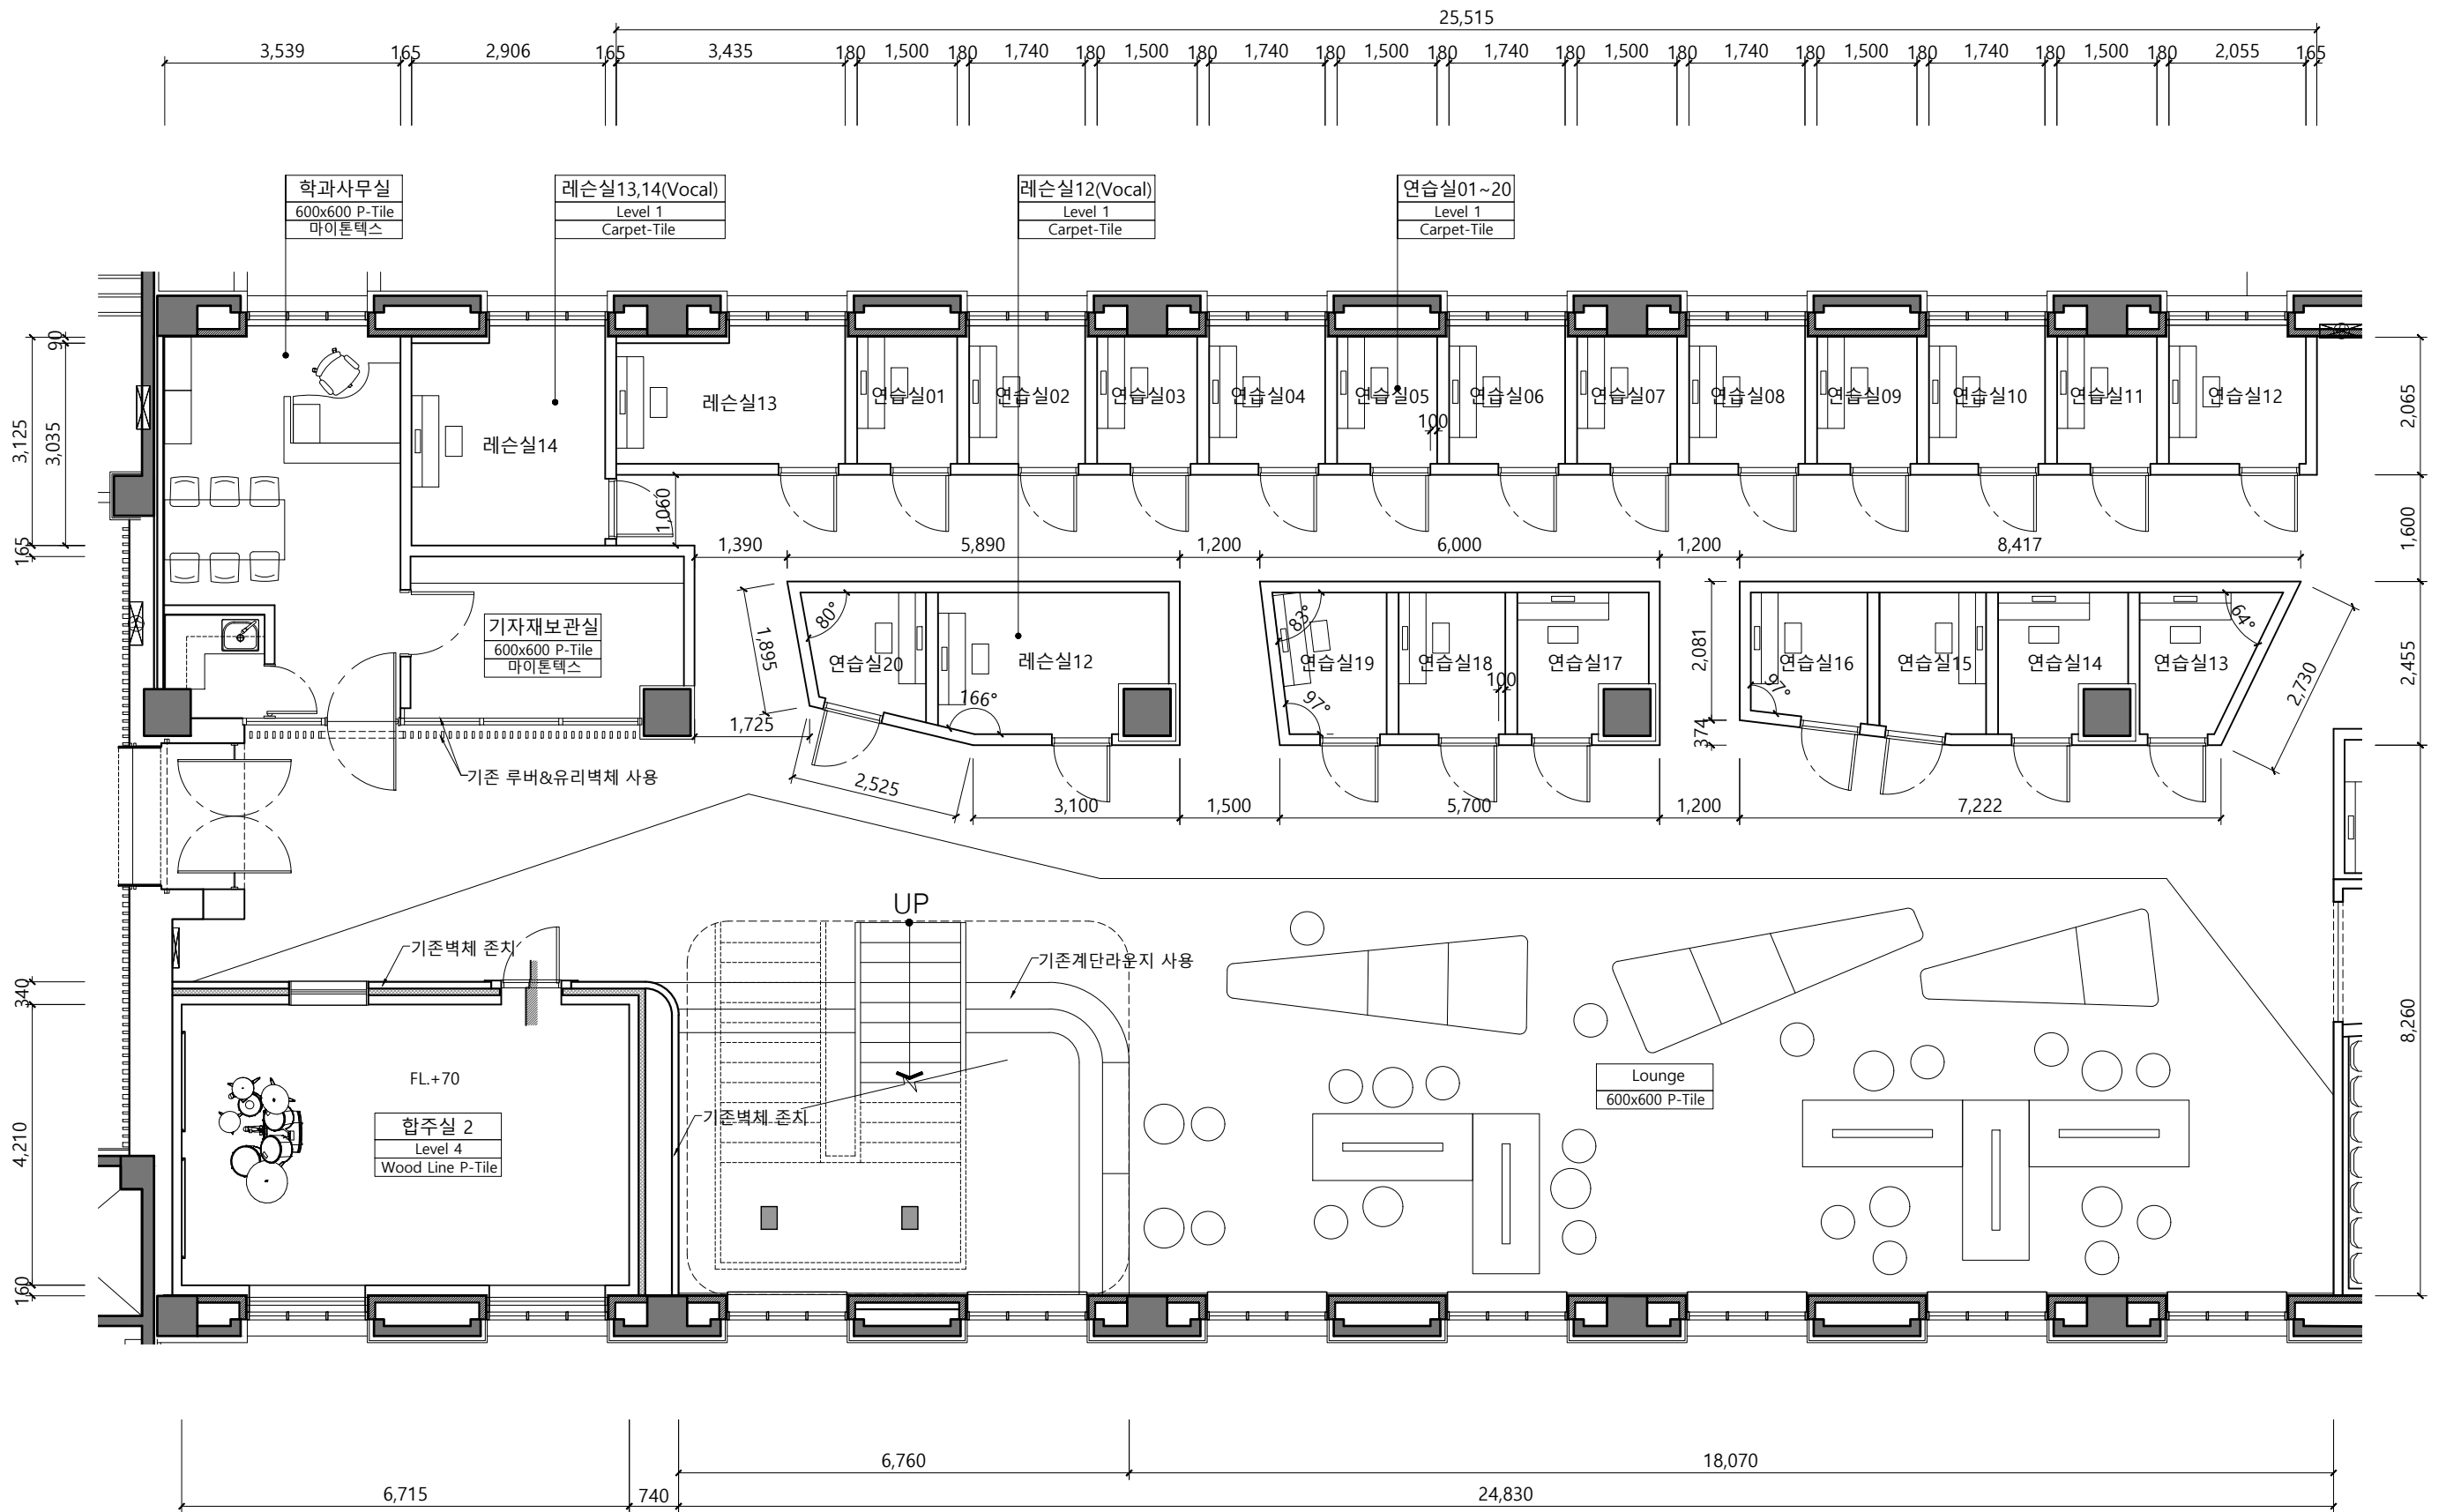 25,515
3,539 165 2,906 165 3,435 180 1,500 180 1,740 180 1,500 180 1,740 180 1,500 180 1,740 180 1,500 180 1,740 180 1,500 180 1,740 180 1,500 180 2,055 165
학과사무실
600x600 P-Tile
마이톤텍스
레슨실13,14(Vocal)
Level 1
Carpet-Tile
레슨실12(Vocal)
Level 1
Carpet-Tile
연습실01~20
Level 1
Carpet-Tile
90
3,125
3,035
165
레슨실14
레슨실13
연습실01
연습실02
연습실03
연습실04
연습실05
연습실06
연습실07
연습실08
연습실09
연습실10
연습실11
연습실12
100
1,060
2,065
1,600
2,455
8,260
1,390 5,890 1,200 6,000 1,200 8,417
기자재보관실
600x600 P-Tile
마이톤텍스
1,895
80°
연습실20
166°
레슨실12
83°
97°
연습실19
연습실18
100
연습실17
2,081
374
97°
연습실16
연습실15
연습실14
연습실13
64°
2,730
1,725
2,525
3,100 1,500 5,700 1,200 7,222
기존 루버&유리벽체 사용
UP
기존벽체 존치
기존계단라운지 사용
340
4,210
160
FL.+70
합주실 2
Level 4
Wood Line P-Tile
기존벽체 존치
Lounge
600x600 P-Tile
6,760 18,070
6,715 740 24,830